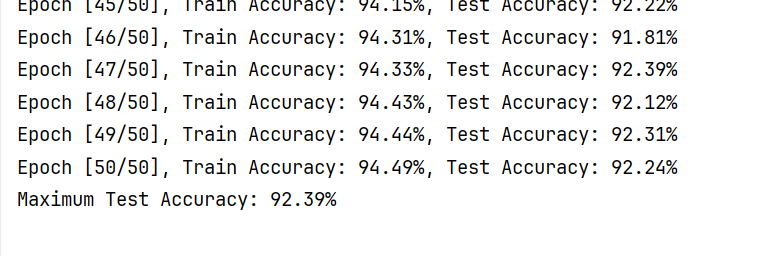 Epoch [45/50], Train Accuracy: 94.15%, Test Accuracy: 92.22%
Epoch [46/50], Train Accuracy: 94.31%, Test Accuracy: 91.81%
Epoch [47/50], Train Accuracy: 94.33%, Test Accuracy: 92.39%
Epoch [48/50], Train Accuracy: 94.43%, Test Accuracy: 92.12%
Epoch [49/50], Train Accuracy: 94.44%, Test Accuracy: 92.31%
Epoch [50/50], Train Accuracy: 94.49%, Test Accuracy: 92.24%
Maximum Test Accuracy: 92.39%